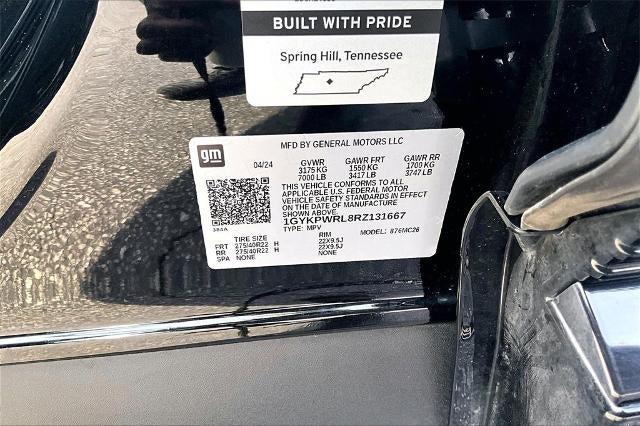 BUILT WITH PRIDE
Spring Hill, Tennessee
gm
MFD BY GENERAL MOTORS LLC
04/24 GVWR GAWR FRT GAWR RR
3175 KG 1550 KG 1700 KG
7000 LB 3417 LB 3747 LB
THIS VEHICLE CONFORMS TO ALL
APPLICABLE U.S. FEDERAL MOTOR
VEHICLE SAFETY STANDARDS IN EFFECT
ON THE DATE OF MANUFACTURE
SHOWN ABOVE.
1GYKPWRL8RZ131667
384A
TYPE: MPV MODEL: 876MC26
TIRE SIZE RIM
FRT 275/40R22 H 22X9.5J
RR 275/40R22 H 22X9.5J
SPA NONE NONE